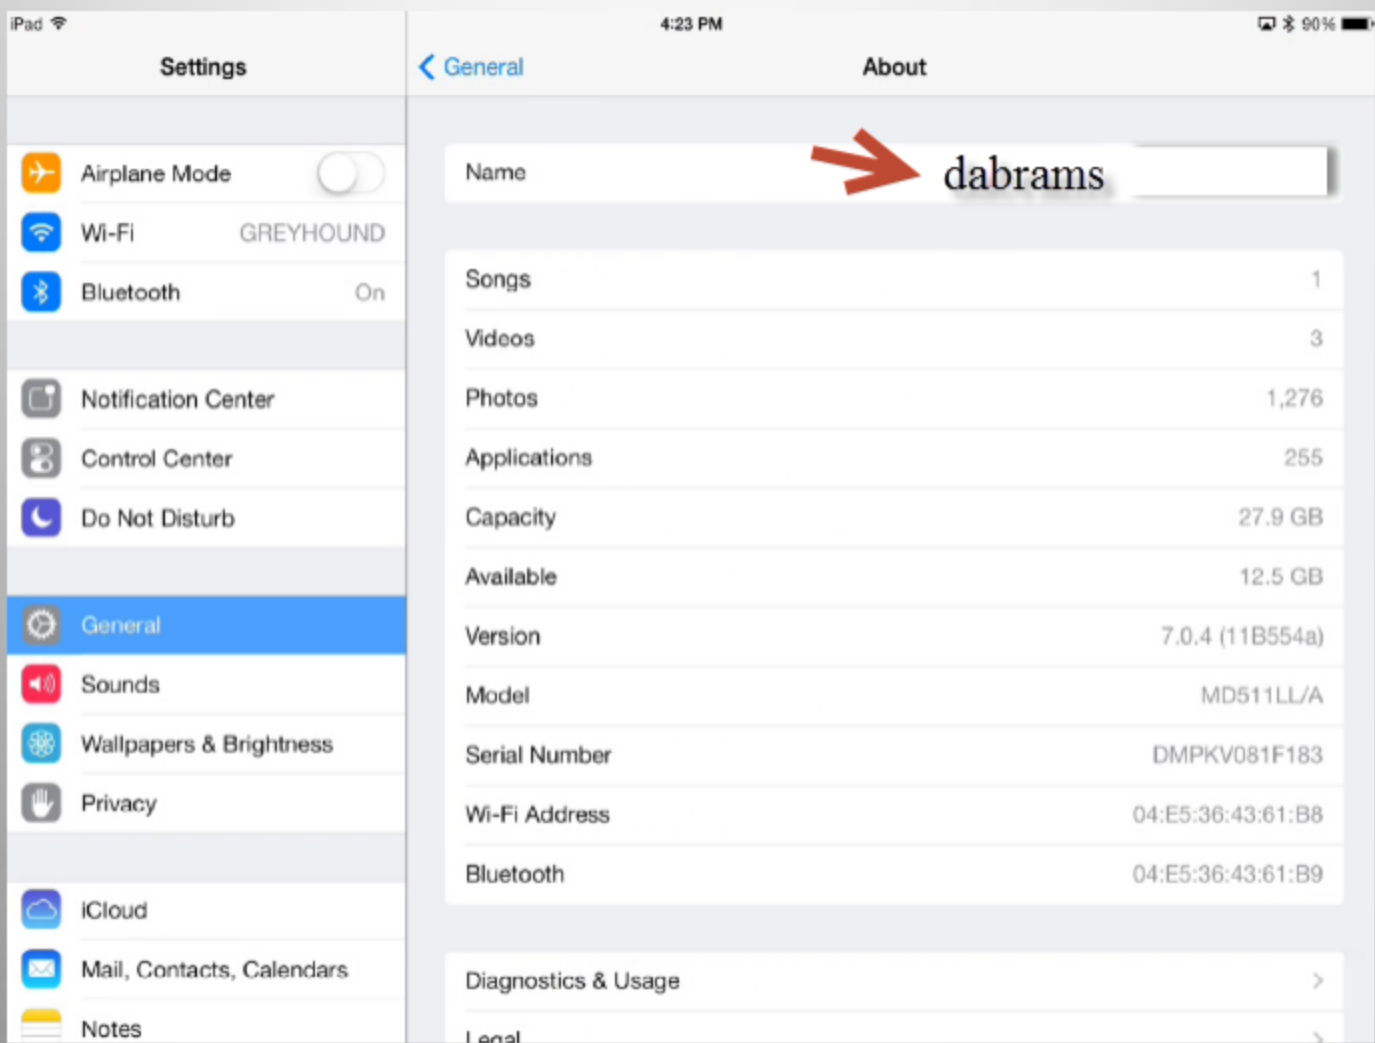 iPad 4:23 PM 90%
Settings
General About
Airplane Mode
Wi-Fi GREYHOUND
Bluetooth On
Notification Center
Control Center
Do Not Disturb
General
Sounds
Wallpapers & Brightness
Privacy
iCloud
Mail, Contacts, Calendars
Notes
Name dabrams
Songs 1
Videos 3
Photos 1,276
Applications 255
Capacity 27.9 GB
Available 12.5 GB
Version 7.0.4 (11B554a)
Model MD511LL/A
Serial Number DMPKV081F183
Wi-Fi Address 04:E5:36:43:61:B8
Bluetooth 04:E5:36:43:61:B9
Diagnostics & Usage
Legal